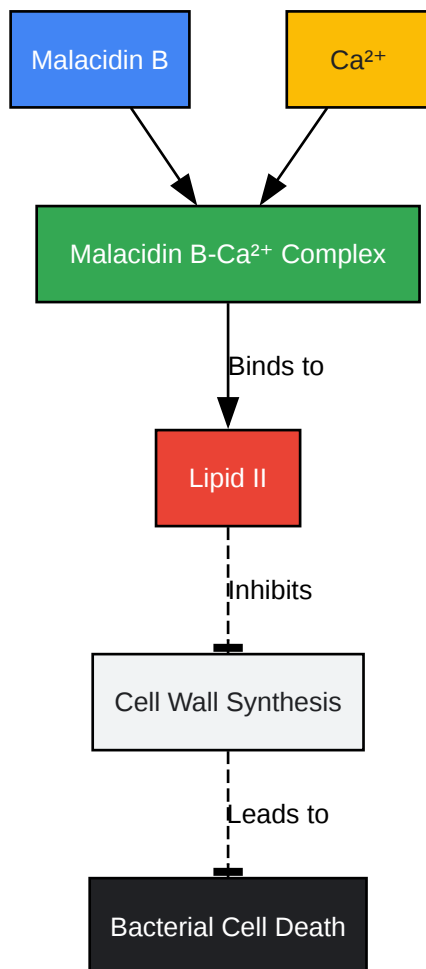 Malacidin B
Ca²⁺
Malacidin B-Ca²⁺ Complex
Binds to
Lipid II
Inhibits
Cell Wall Synthesis
Leads to
Bacterial Cell Death